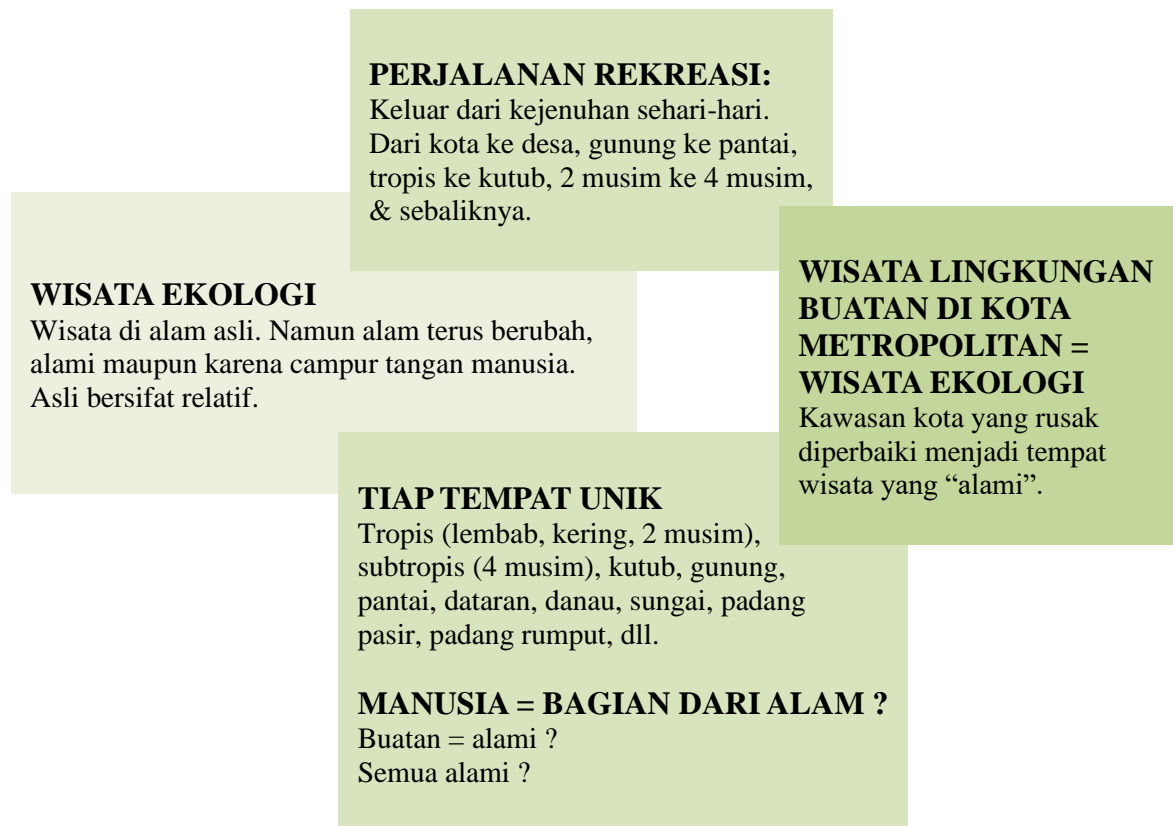 PERJALANAN REKREASI:
Keluar dari kejenuhan sehari-hari.
Dari kota ke desa, gunung ke pantai,
tropis ke kutub, 2 musim ke 4 musim,
& sebaliknya.
WISATA EKOLOGI
Wisata di alam asli. Namun alam terus berubah,
alami maupun karena campur tangan manusia.
Asli bersifat relatif.
WISATA LINGKUNGAN
BUATAN DI KOTA
METROPOLITAN =
WISATA EKOLOGI
Kawasan kota yang rusak
diperbaiki menjadi tempat
wisata yang “alami”.
TIAP TEMPAT UNIK
Tropis (lembab, kering, 2 musim),
subtropis (4 musim), kutub, gunung,
pantai, dataran, danau, sungai, padang
pasir, padang rumput, dll.
MANUSIA = BAGIAN DARI ALAM ?
Buatan = alami ?
Semua alami ?